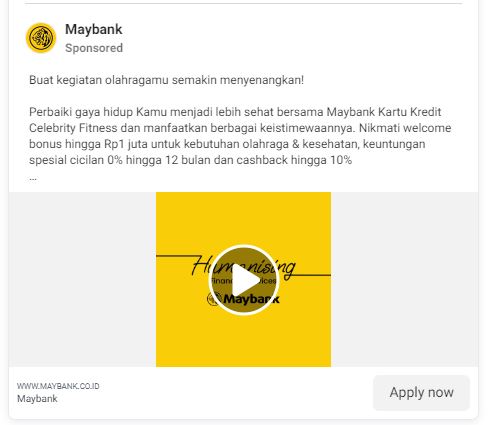 Maybank
Sponsored
Buat kegiatan olahragamu semakin menyenangkan!
Perbaiki gaya hidup Kamu menjadi lebih sehat bersama Maybank Kartu Kredit
Celebrity Fitness dan manfaatkan berbagai keistimewaannya. Nikmati welcome
bonus hingga Rp1 juta untuk kebutuhan olahraga & kesehatan, keuntungan
spesial cicilan 0% hingga 12 bulan dan cashback hingga 10%
...
Humanising
Financial Services
Maybank
WWW.MAYBANK.CO.ID
Maybank
Apply now